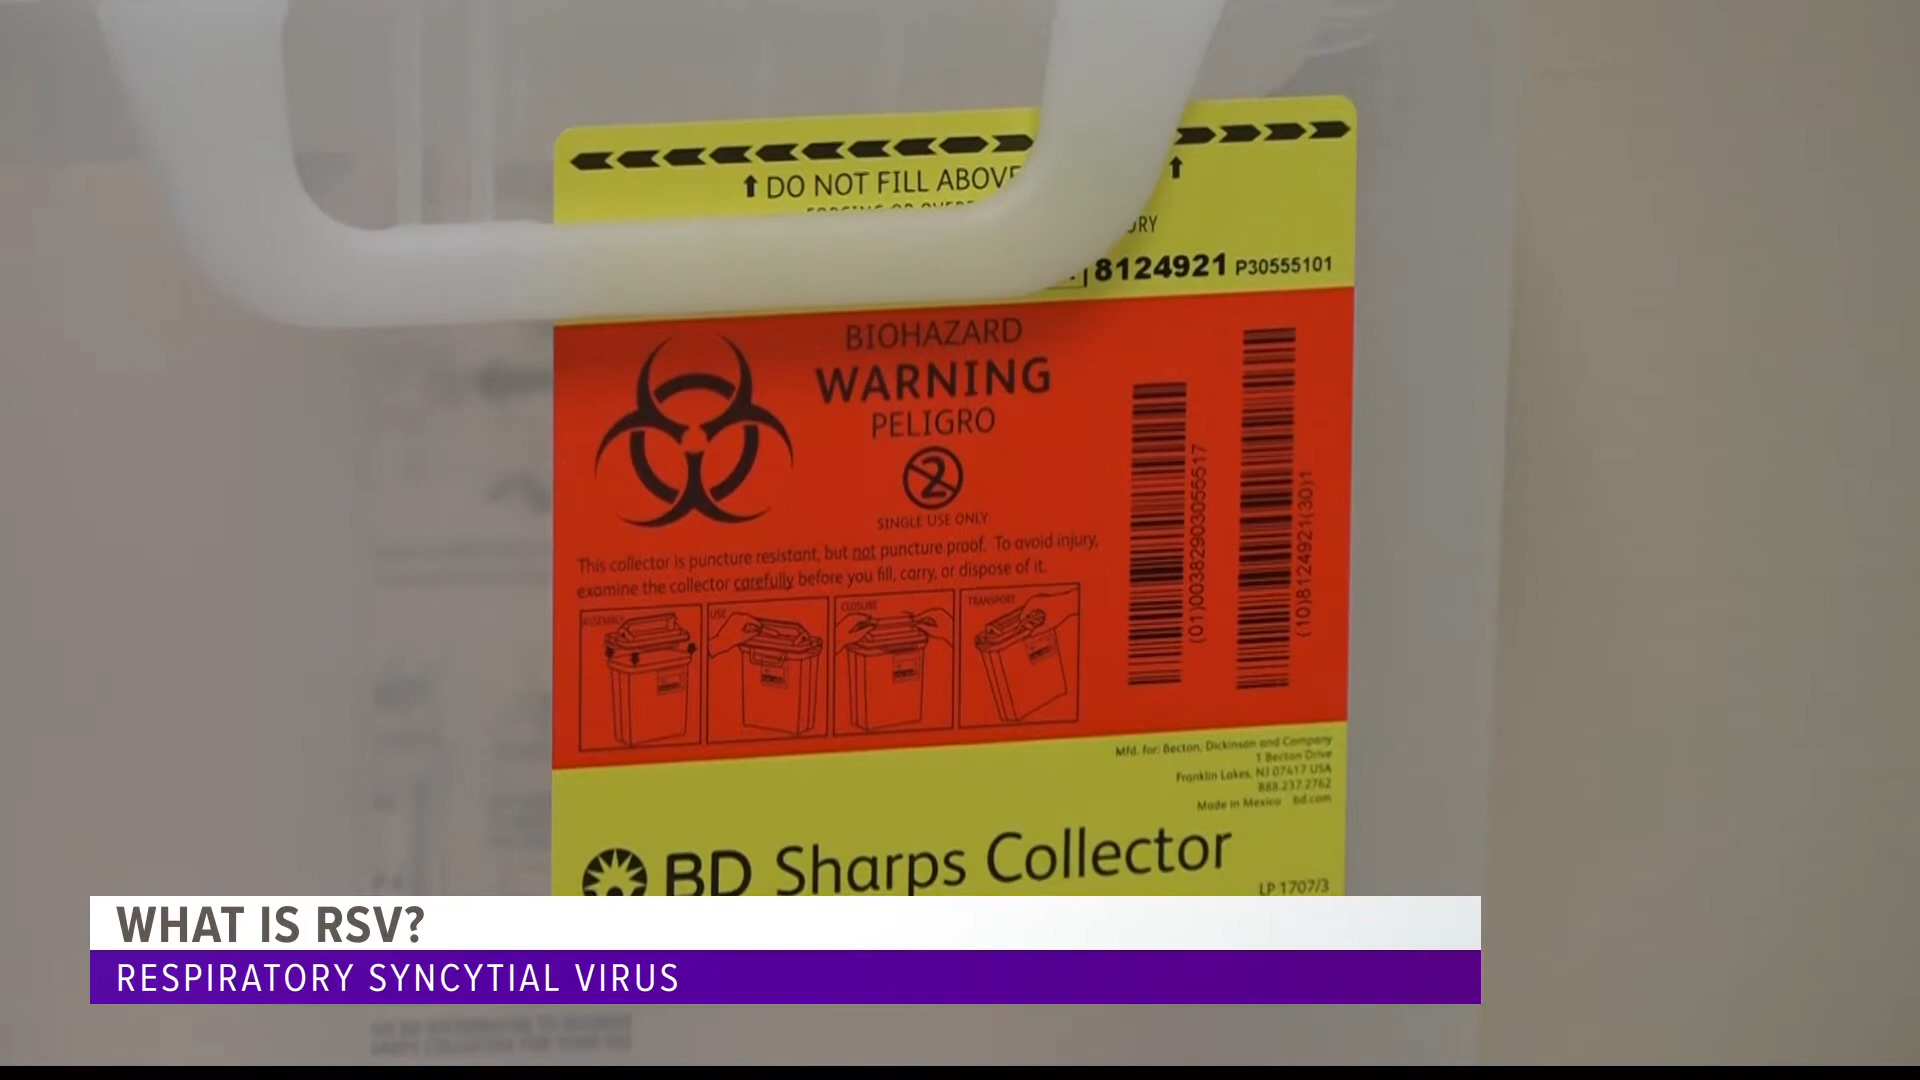 DO NOT FILL ABOVE
8124921 P30555101
BIOHAZARD
WARNING
PELIGRO
2
SINGLE USE ONLY
This collector is puncture resistant, but not puncture proof. To avoid injury,
examine the collector carefully before you fill, carry, or dispose of it.
ASSEMBLY USE CLOSURE TRANSPORT
(01)00382903055517
(10)8124921(30)1
Mfd. for: Becton, Dickinson and Company
1 Becton Drive
Franklin Lakes, NJ 07417 USA
888.237.2762
Made in Mexico bd.com
BD Sharps Collector
LP 1707/3
WHAT IS RSV?
RESPIRATORY SYNCYTIAL VIRUS